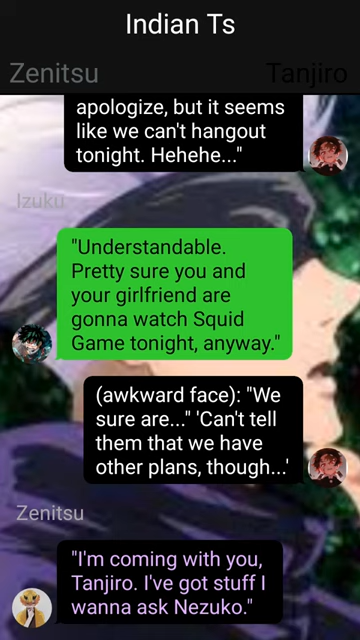 Indian Ts
Zenitsu
Tanjiro
apologize, but it seems
like we can't hangout
tonight. Hehehe..."
Izuku
"Understandable.
Pretty sure you and
your girlfriend are
gonna watch Squid
Game tonight, anyway."
(awkward face): "We
sure are..." 'Can't tell
them that we have
other plans, though...'
Zenitsu
"I'm coming with you,
Tanjiro. I've got stuff I
wanna ask Nezuko."